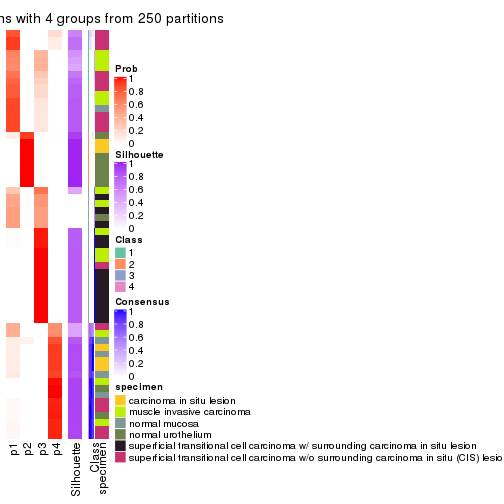 ns with 4 groups from 250 partitions
Prob
1
0.8
0.6
0.4
0.2
0
Silhouette
1
0.8
0.6
0.4
0.2
0
Class
1
2
3
4
Consensus
1
0.8
0.6
0.4
0.2
0
specimen
carcinoma in situ lesion
muscle invasive carcinoma
normal mucosa
normal urothelium
superficial transitional cell carcinoma w/ surrounding carcinoma in situ lesion
superficial transitional cell carcinoma w/o surrounding carcinoma in situ (CIS) lesio
p1
p2
p3
p4
Silhouette
Class
specimen